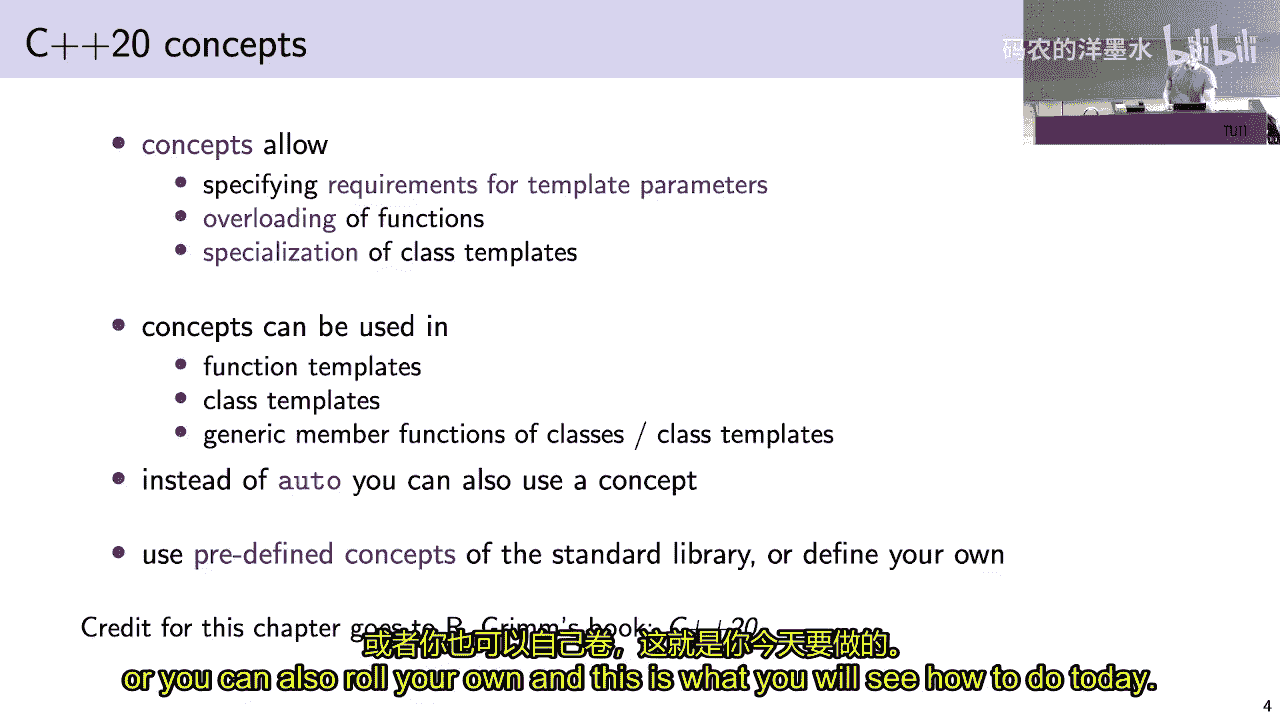 C++20 concepts
码农的洋墨水 bilibili
• concepts allow
• specifying requirements for template parameters
• overloading of functions
• specialization of class templates
• concepts can be used in
• function templates
• class templates
• generic member functions of classes / class templates
• instead of auto you can also use a concept
• use pre-defined concepts of the standard library, or define your own
Credit for this chapter goes to R. Grimm's book: C++20
或者你也可以自己卷，这就是你今天要做的。
or you can also roll your own and this is what you will see how to do today.
4